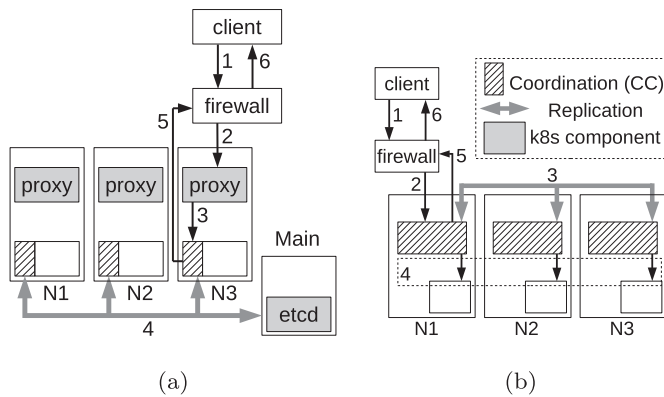 client
1
6
firewall
5
2
proxy
proxy
proxy
3
Main
N1
N2
N3
etcd
4
(a)
Coordination (CC)
Replication
k8s component
client
1
6
firewall
5
2
3
4
N1
N2
N3
(b)